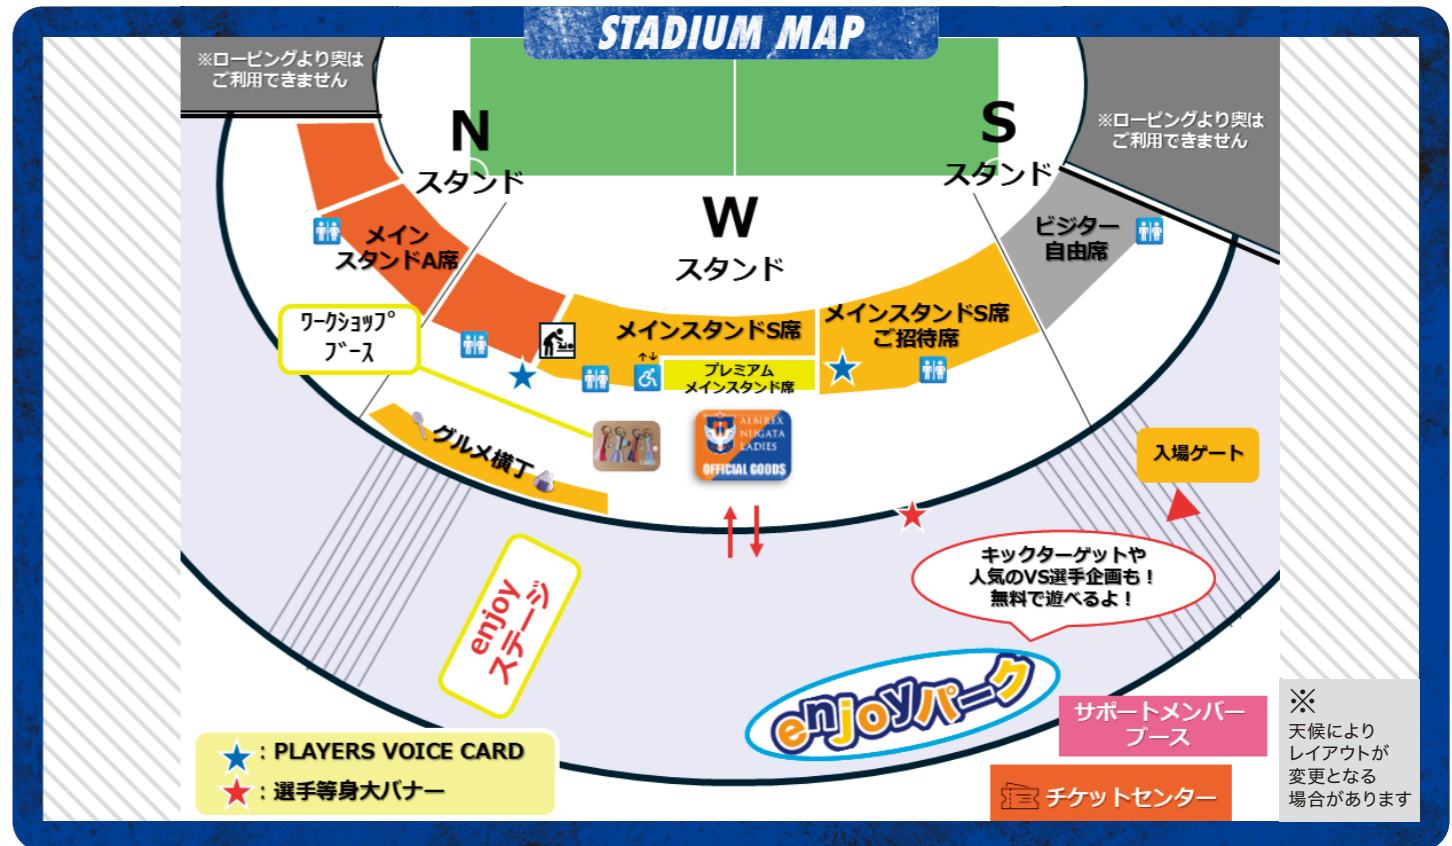 STADIUM MAP
※ロービングより奥は
ご利用できません
※ロービングより奥は
ご利用できません
N
スタンド
S
スタンド
W
スタンド
メイン
スタンドA席
ビジター
自由席
ﾜｰｸｼｮｯﾌﾟ
ﾌﾞｰｽ
メインスタンドS席
メインスタンドS席
ご招待席
プレミアム
メインスタンド席
グルメ横丁
ALBIREX
NIIGATA
LADIES
OFFICIAL GOODS
入場ゲート
キックターゲットや
人気のVS選手企画も！
無料で遊べるよ！
enjoy
ステージ
enjoyパーク
サポートメンバー
ブース
チケットセンター
：PLAYERS VOICE CARD
：選手等身大バナー
※
天候により
レイアウトが
変更となる
場合があります